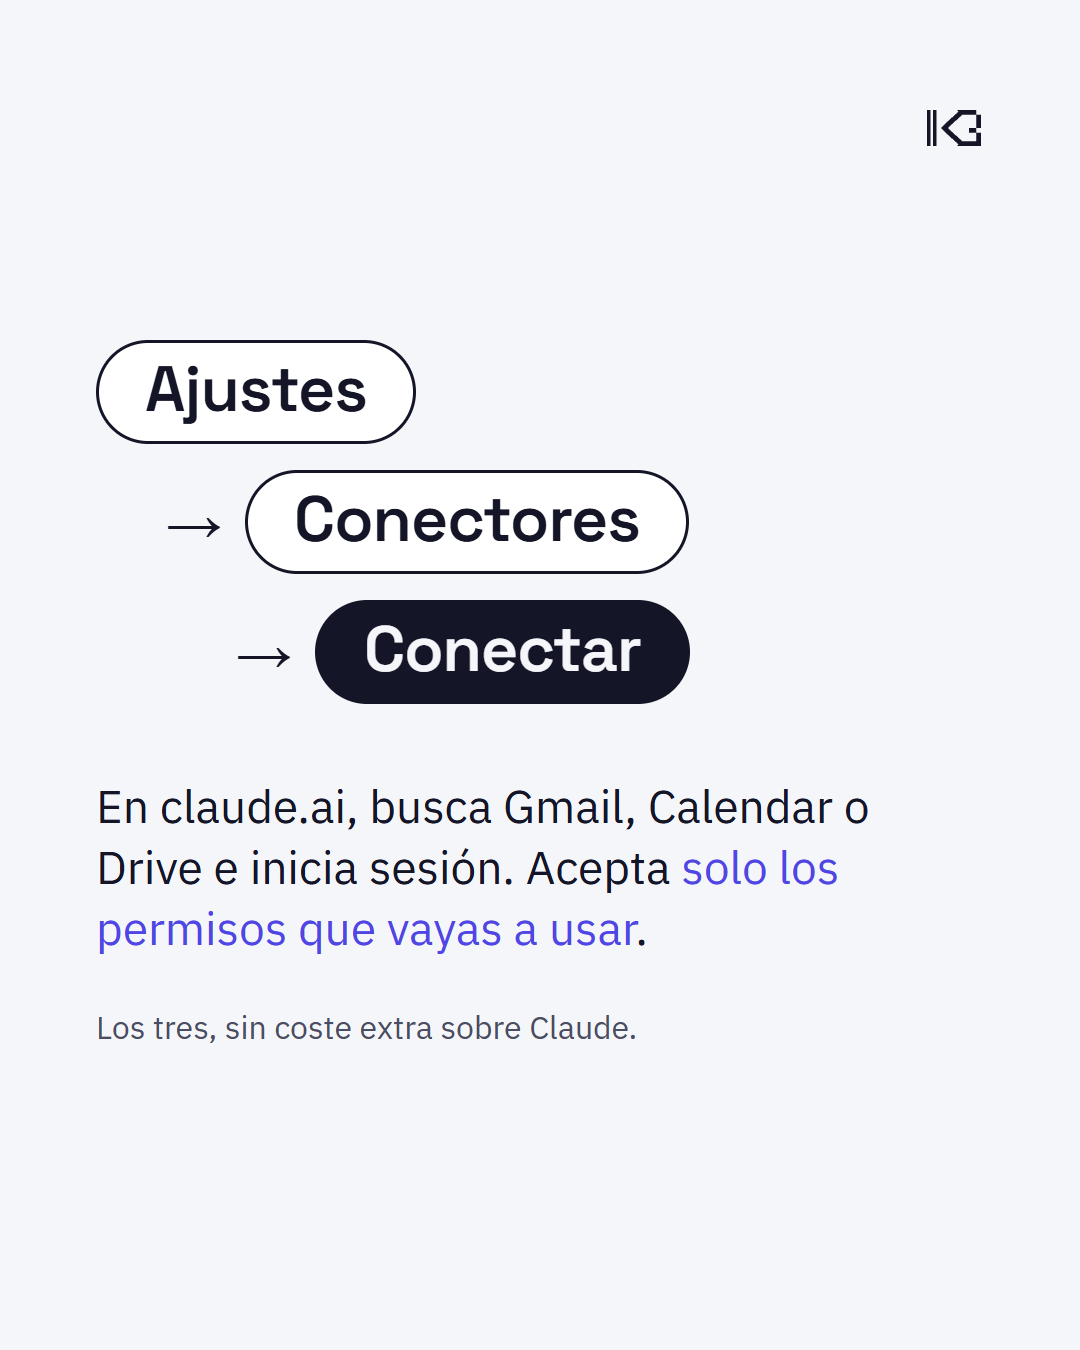 Ajustes
→ Conectores
→ Conectar
En claude.ai, busca Gmail, Calendar o
Drive e inicia sesión. Acepta solo los
permisos que vayas a usar.
Los tres, sin coste extra sobre Claude.